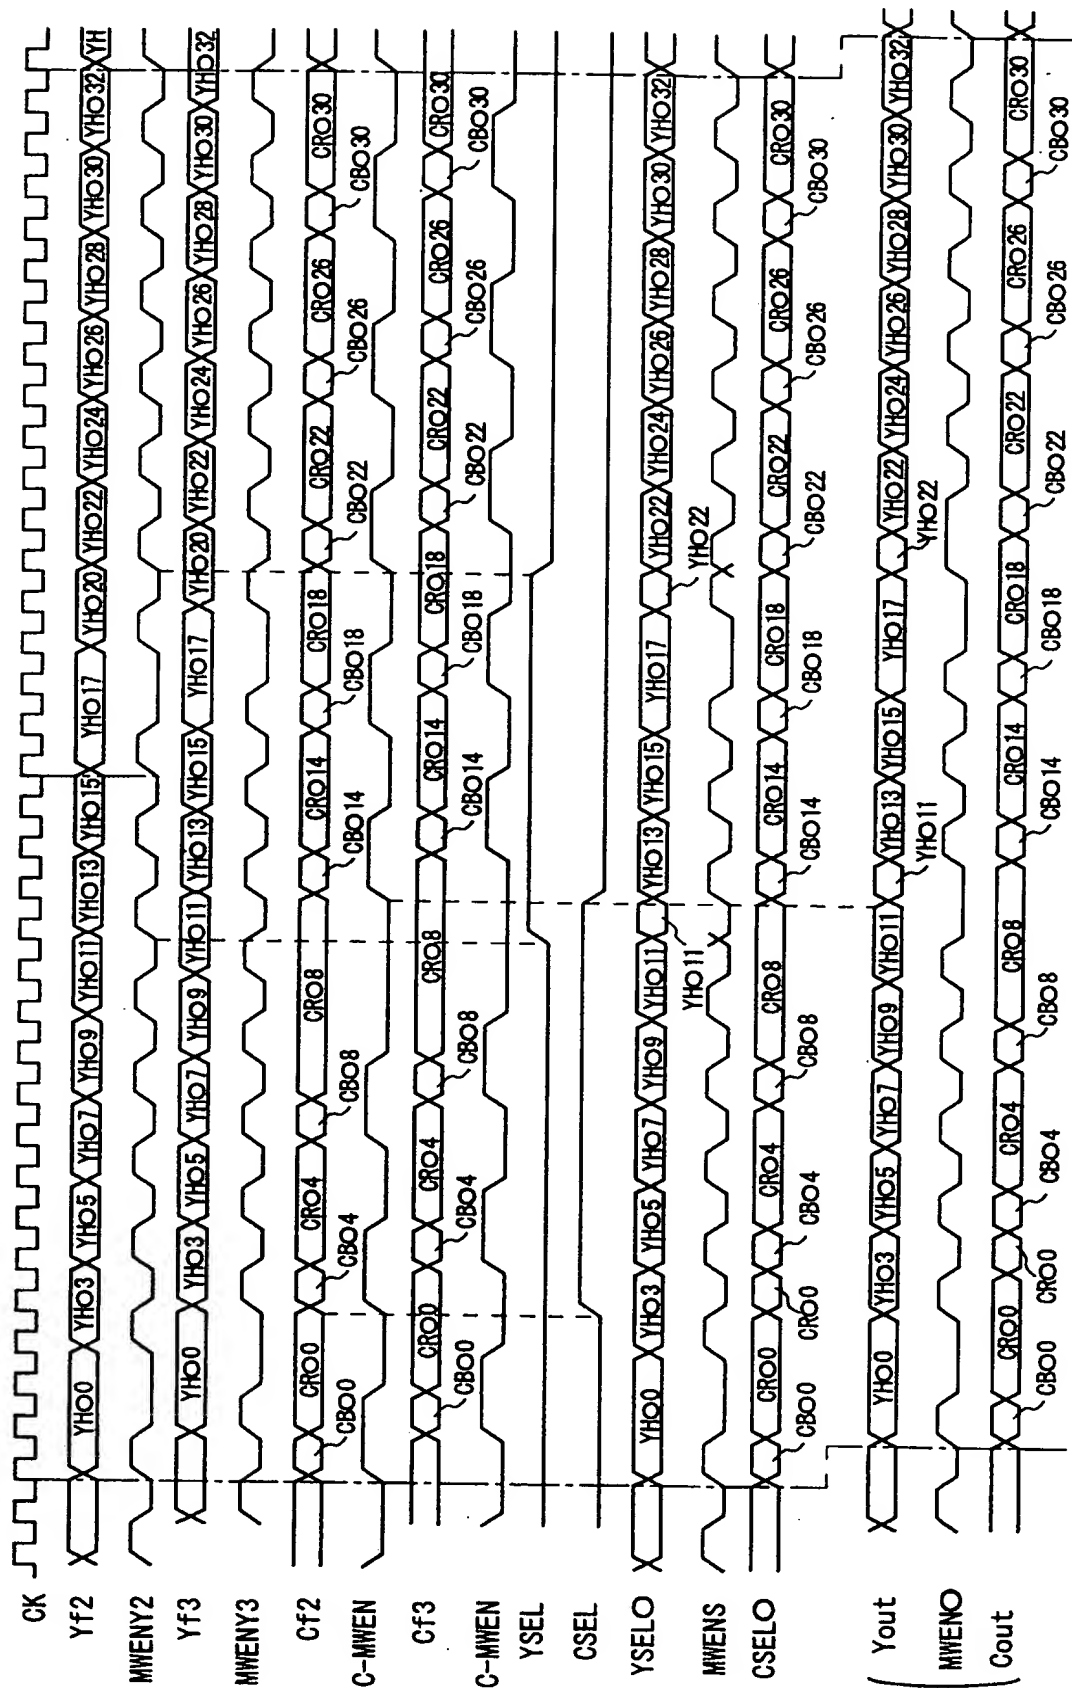 CK
Yf2 YHO0 YHO3 YHO5 YHO7 YHO9 YHO11 YHO13 YHO15 YHO17 YHO20 YHO22 YHO24 YHO26 YHO28 YHO30 YHO32 YH
MWENY2
Yf3 YHO0 YHO3 YHO5 YHO7 YHO9 YHO11 YHO13 YHO15 YHO17 YHO20 YHO22 YHO24 YHO26 YHO28 YHO30 YHO32
MWENY3
Cf2 CRO0 CRO4 CRO8 CRO14 CRO18 CRO22 CRO26 CRO30
CBO0 CBO4 CBO8 CBO14 CBO18 CBO22 CBO26 CBO30
C-MWEN
Cf3 CRO0 CRO4 CRO8 CRO14 CRO18 CRO22 CRO26 CRO30
CBO0 CBO4 CBO8 CBO14 CBO18 CBO22 CBO26 CBO30
C-MWEN
YSEL
CSEL
YSELO YHO0 YHO3 YHO5 YHO7 YHO9 YHO11 YHO13 YHO15 YHO17 YHO22 YHO24 YHO26 YHO28 YHO30 YHO32
YHO11 YHO22
MWENS
CSELO CRO0 CRO4 CRO8 CRO14 CRO18 CRO22 CRO26 CRO30
CBO0 CRO0 CBO4 CBO8 CBO14 CBO18 CBO22 CBO26 CBO30
Yout YHO0 YHO3 YHO5 YHO7 YHO9 YHO11 YHO13 YHO15 YHO17 YHO22 YHO24 YHO26 YHO28 YHO30 YHO32
YHO11 YHO22
MWENO
Cout CRO0 CRO4 CRO8 CRO14 CRO18 CRO22 CRO26 CRO30
CBO0 CRO0 CBO4 CBO8 CBO14 CBO18 CBO22 CBO26 CBO30